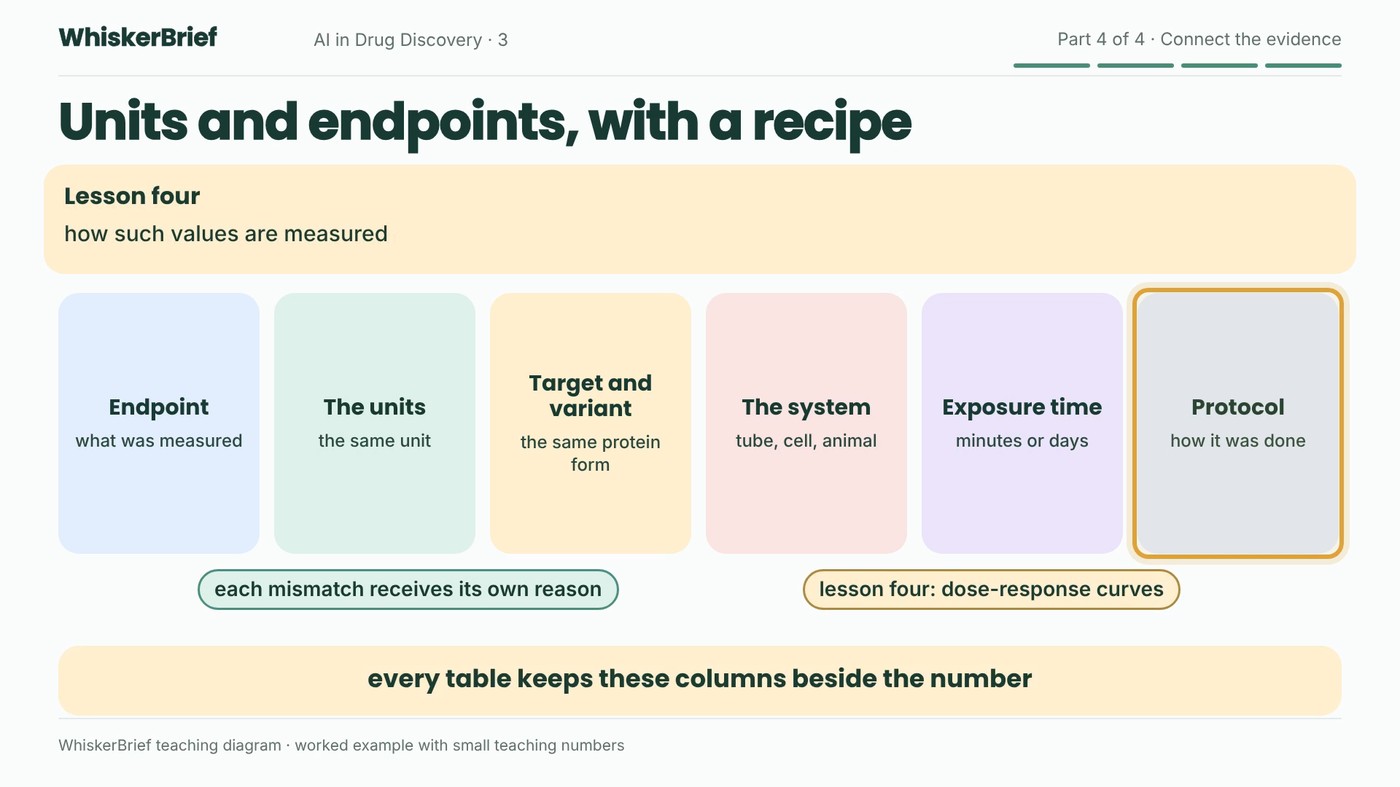 WhiskerBrief
AI in Drug Discovery · 3
Part 4 of 4 · Connect the evidence
Units and endpoints, with a recipe
Lesson four
how such values are measured
Endpoint
what was measured
The units
the same unit
Target and
variant
the same protein
form
The system
tube, cell, animal
Exposure time
minutes or days
Protocol
how it was done
each mismatch receives its own reason
lesson four: dose-response curves
every table keeps these columns beside the number
WhiskerBrief teaching diagram · worked example with small teaching numbers